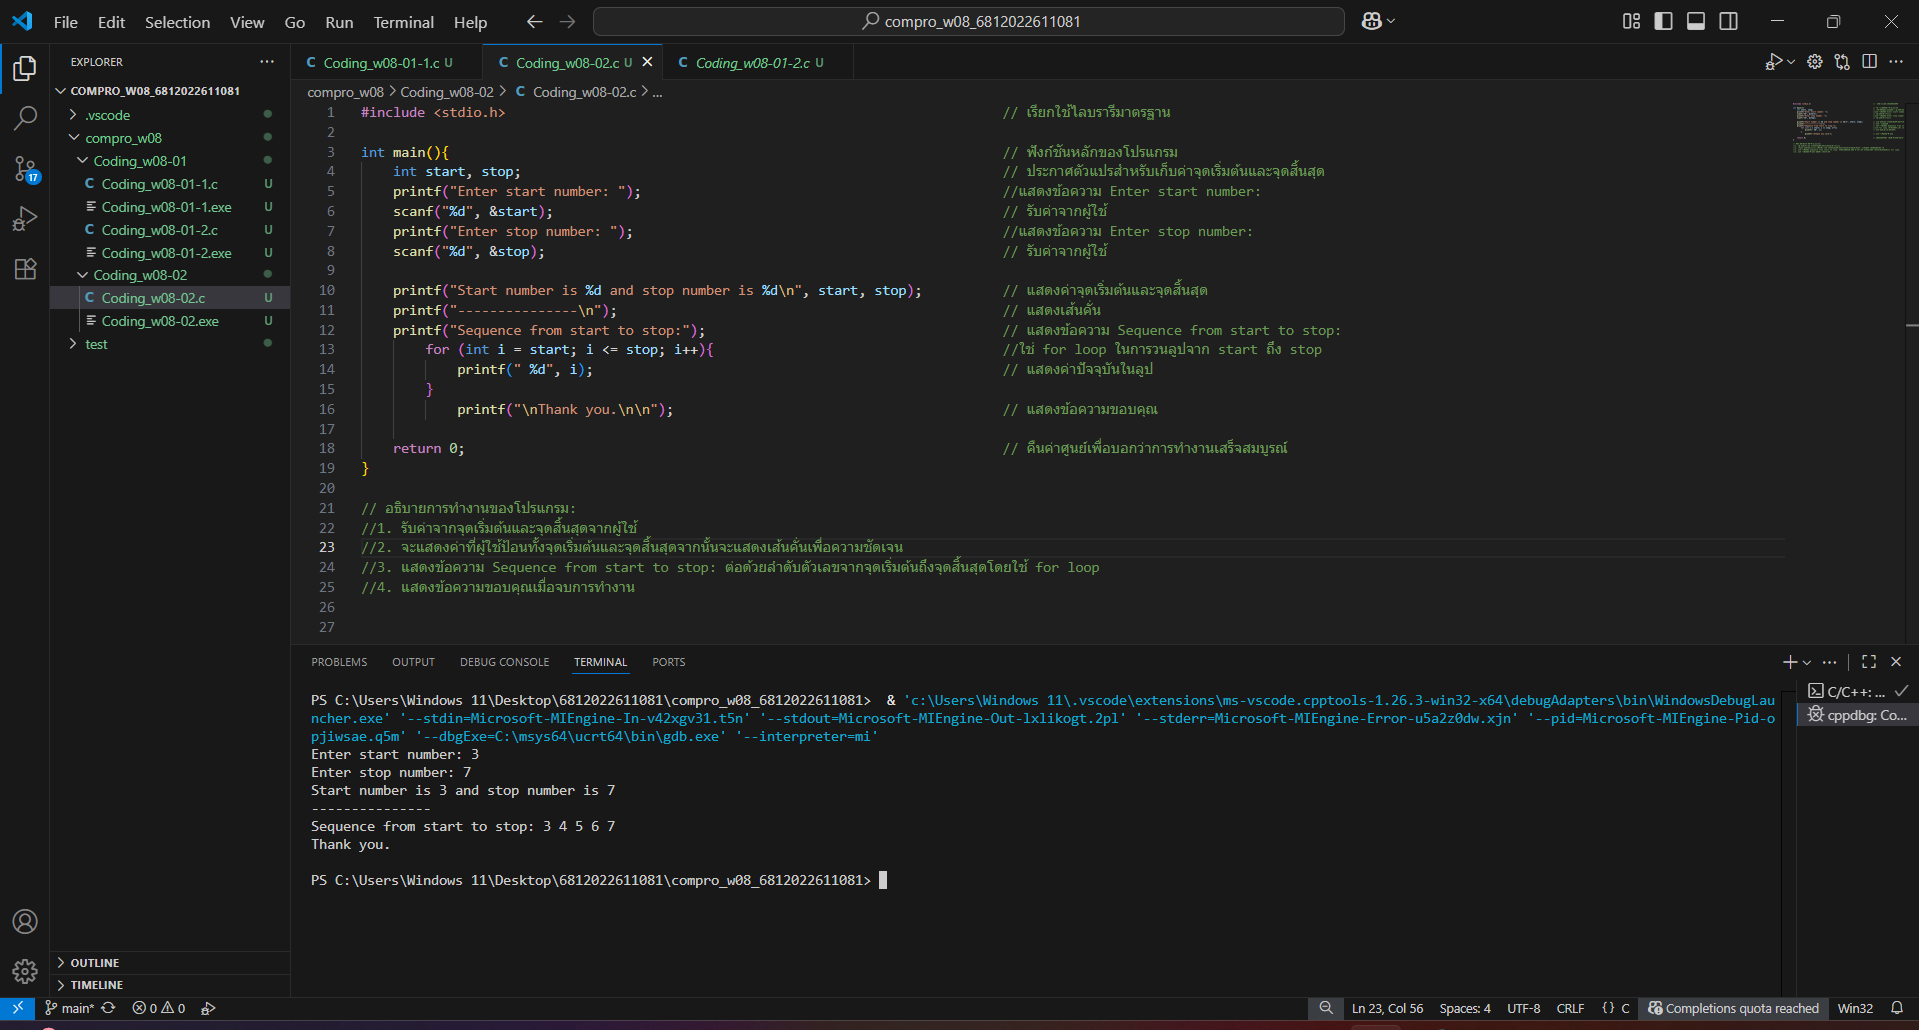 File Edit Selection View Go Run Terminal Help
compro_w08_6812022611081
EXPLORER
COMPRO_W08_6812022611081
.vscode
compro_w08
Coding_w08-01
Coding_w08-01-1.c U
Coding_w08-01-1.exe U
Coding_w08-01-2.c U
Coding_w08-01-2.exe U
Coding_w08-02
Coding_w08-02.c U
Coding_w08-02.exe U
test
OUTLINE
TIMELINE
17
C Coding_w08-01-1.c U
C Coding_w08-02.c U
C Coding_w08-01-2.c U
compro_w08 > Coding_w08-02 > C Coding_w08-02.c > ...
1 #include <stdio.h> // เรียกใช้ไลบรารีมาตรฐาน
2
3 int main(){ // ฟังก์ชันหลักของโปรแกรม
4 int start, stop; // ประกาศตัวแปรสำหรับเก็บค่าจุดเริ่มต้นและจุดสิ้นสุด
5 printf("Enter start number: "); //แสดงข้อความ Enter start number:
6 scanf("%d", &start); // รับค่าจากผู้ใช้
7 printf("Enter stop number: "); //แสดงข้อความ Enter stop number:
8 scanf("%d", &stop); // รับค่าจากผู้ใช้
9
10 printf("Start number is %d and stop number is %d\n", start, stop); // แสดงค่าจุดเริ่มต้นและจุดสิ้นสุด
11 printf("---------------\n"); // แสดงเส้นคั่น
12 printf("Sequence from start to stop:"); // แสดงข้อความ Sequence from start to stop:
13 for (int i = start; i <= stop; i++){ //ใช่ for loop ในการวนลูปจาก start ถึง stop
14 printf(" %d", i); // แสดงค่าปัจจุบันในลูป
15 }
16 printf("\nThank you.\n\n"); // แสดงข้อความขอบคุณ
17
18 return 0; // คืนค่าศูนย์เพื่อบอกว่าการทำงานเสร็จสมบูรณ์
19 }
20
21 // อธิบายการทำงานของโปรแกรม:
22 //1. รับค่าจากจุดเริ่มต้นและจุดสิ้นสุดจากผู้ใช้
23 //2. จะแสดงค่าที่ผู้ใช้ป้อนทั้งจุดเริ่มต้นและจุดสิ้นสุดจากนั้นจะแสดงเส้นคั่นเพื่อความชัดเจน
24 //3. แสดงข้อความ Sequence from start to stop: ต่อด้วยลำดับตัวเลขจากจุดเริ่มต้นถึงจุดสิ้นสุดโดยใช้ for loop
25 //4. แสดงข้อความขอบคุณเมื่อจบการทำงาน
26
27
PROBLEMS OUTPUT DEBUG CONSOLE TERMINAL PORTS
PS C:\Users\Windows 11\Desktop\6812022611081\compro_w08_6812022611081> & 'c:\Users\Windows 11\.vscode\extensions\ms-vscode.cpptools-1.26.3-win32-x64\debugAdapters\bin\WindowsDebugLau
ncher.exe' '--stdin=Microsoft-MIEngine-In-v42xgv31.t5n' '--stdout=Microsoft-MIEngine-Out-lxlikogt.2pl' '--stderr=Microsoft-MIEngine-Error-u5a2z0dw.xjn' '--pid=Microsoft-MIEngine-Pid-o
pjiwsae.q5m' '--dbgExe=C:\msys64\ucrt64\bin\gdb.exe' '--interpreter=mi'
Enter start number: 3
Enter stop number: 7
Start number is 3 and stop number is 7
---------------
Sequence from start to stop: 3 4 5 6 7
Thank you.
PS C:\Users\Windows 11\Desktop\6812022611081\compro_w08_6812022611081>
C/C++: ...
cppdbg: Co...
main* 0 0 Ln 23, Col 56 Spaces: 4 UTF-8 CRLF {} C Completions quota reached Win32